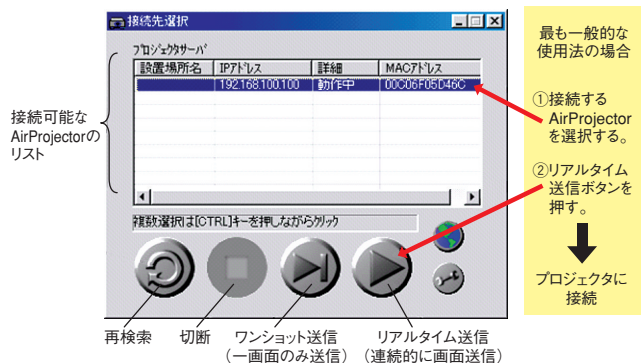 接続先選択
プロジェクタサーバ
設置場所名 IPアドレス 詳細 MACアドレス
192.168.100.100 動作中 00C06F05D46C
複数選択は[CTRL]キーを押しながらクリック
接続可能な
AirProjectorの
リスト
再検索
切断
ワンショット送信
(一画面のみ送信)
リアルタイム送信
(連続的に画面送信)
最も一般的な
使用法の場合
①接続する
AirProjector
を選択する。
②リアルタイム
送信ボタンを
押す。
プロジェクタに
接続